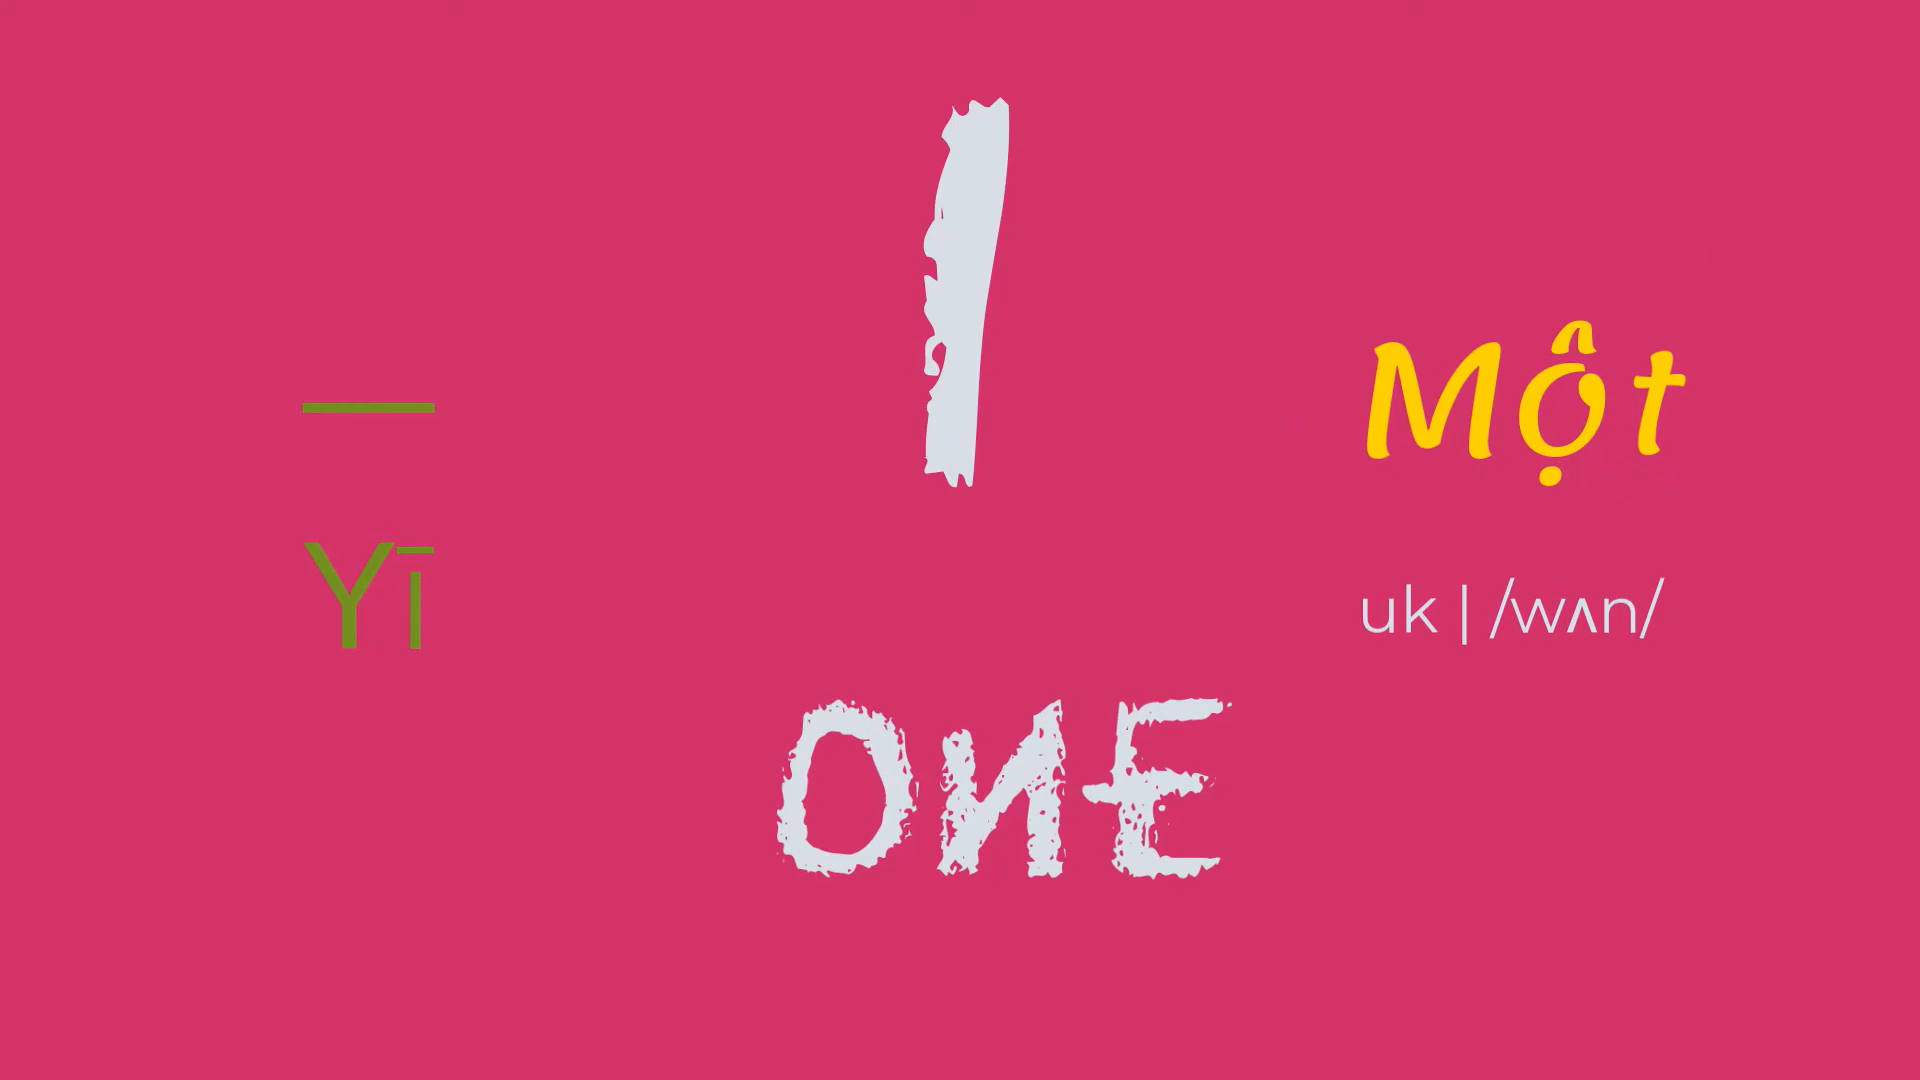 1
一
Một
Yī
uk | /wʌn/
ONE